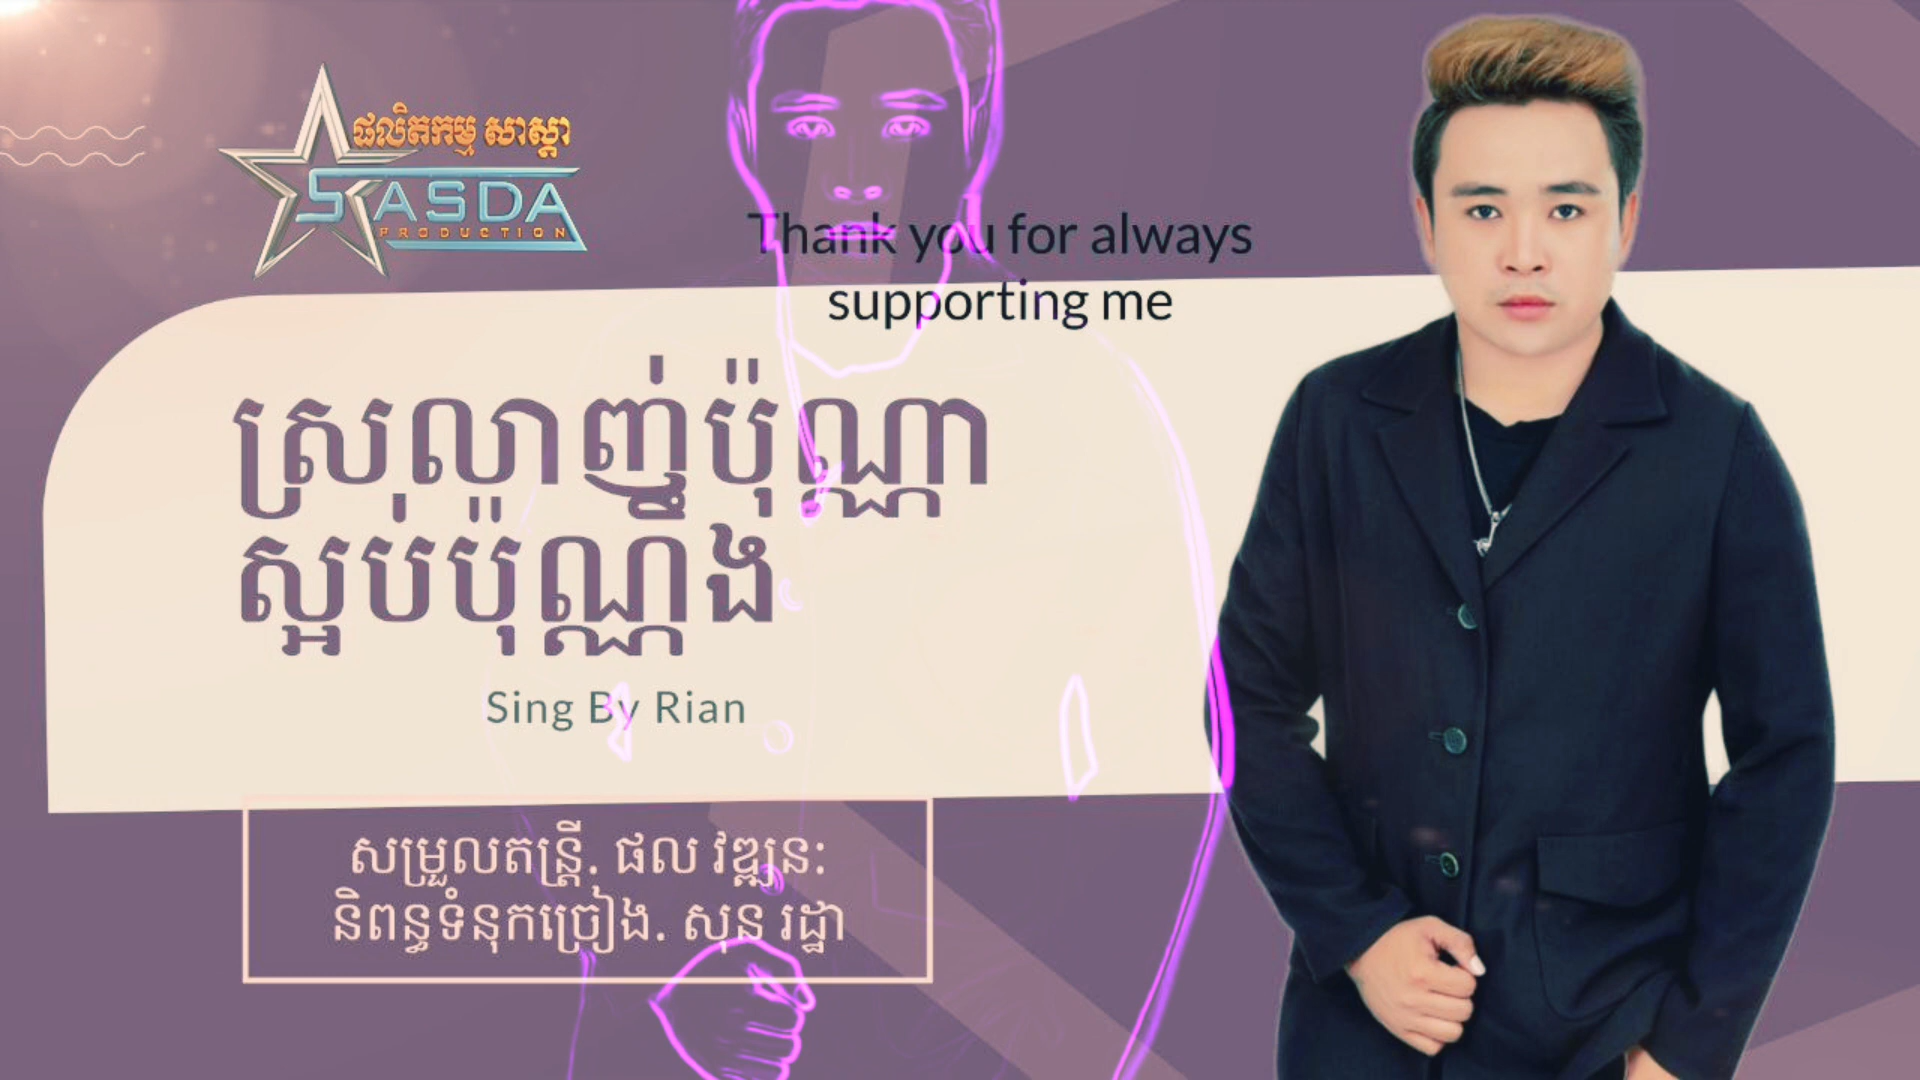 ផលិតកម្ម សាស្តា
SASDA
PRODUCTION
Thank you for always
supporting me
ស្រលាញ់ប៉ុណ្ណា
ស្អប់ប៉ុណ្ណឹង
Sing By Rian
សម្រួលតន្ត្រី. ផល វឌ្ឍនៈ
និពន្ធទំនុកច្រៀង. សុន រដ្ឋា